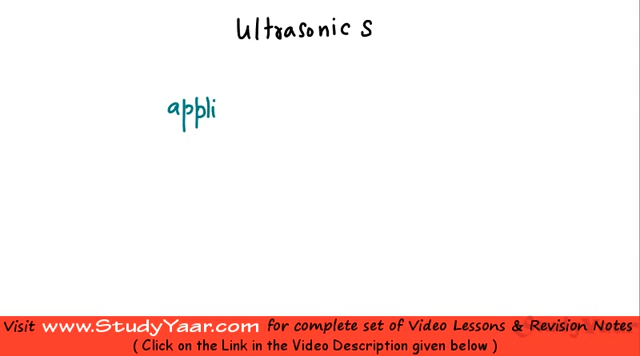 Ultrasonic s
appli
Visit www.StudyYaar.com for complete set of Video Lessons & Revision Notes
( Click on the Link in the Video Description given below )